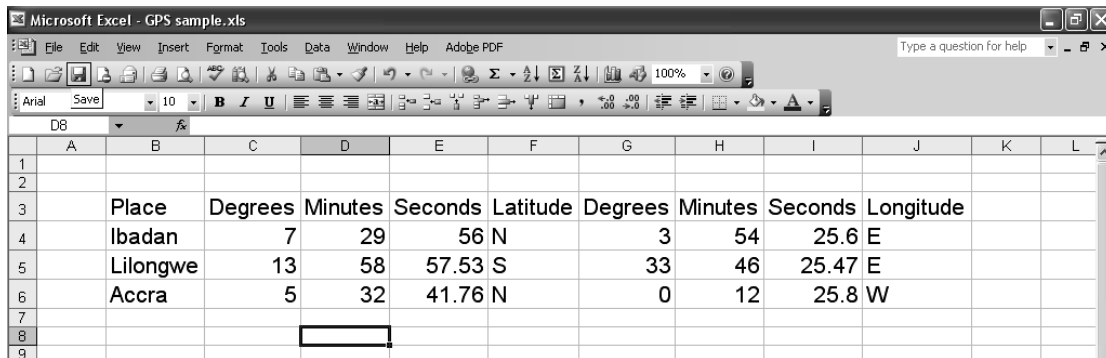 Microsoft Excel - GPS sample.xls
File Edit View Insert Format Tools Data Window Help Adobe PDF Type a question for help
100%
Arial Save 10 B I U
D8 fx
A B C D E F G H I J K L
1
2
3 Place Degrees Minutes Seconds Latitude Degrees Minutes Seconds Longitude
4 Ibadan 7 29 56 N 3 54 25.6 E
5 Lilongwe 13 58 57.53 S 33 46 25.47 E
6 Accra 5 32 41.76 N 0 12 25.8 W
7
8
9